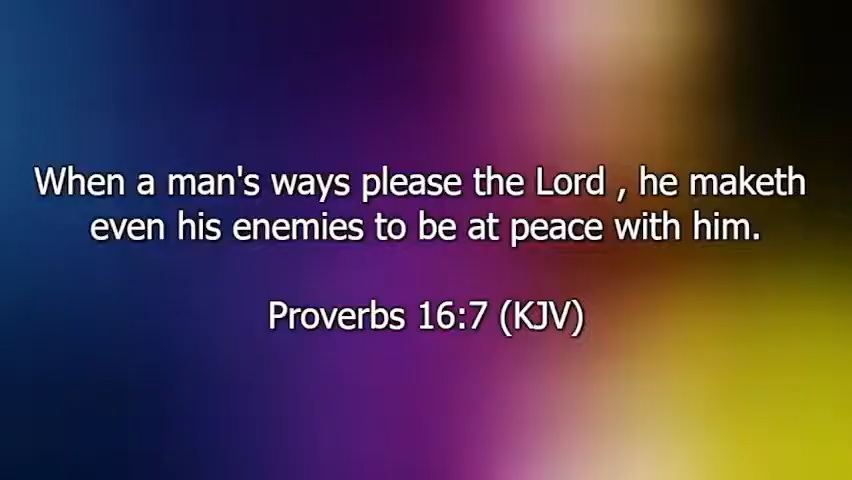 When a man's ways please the Lord , he maketh
even his enemies to be at peace with him.
Proverbs 16:7 (KJV)